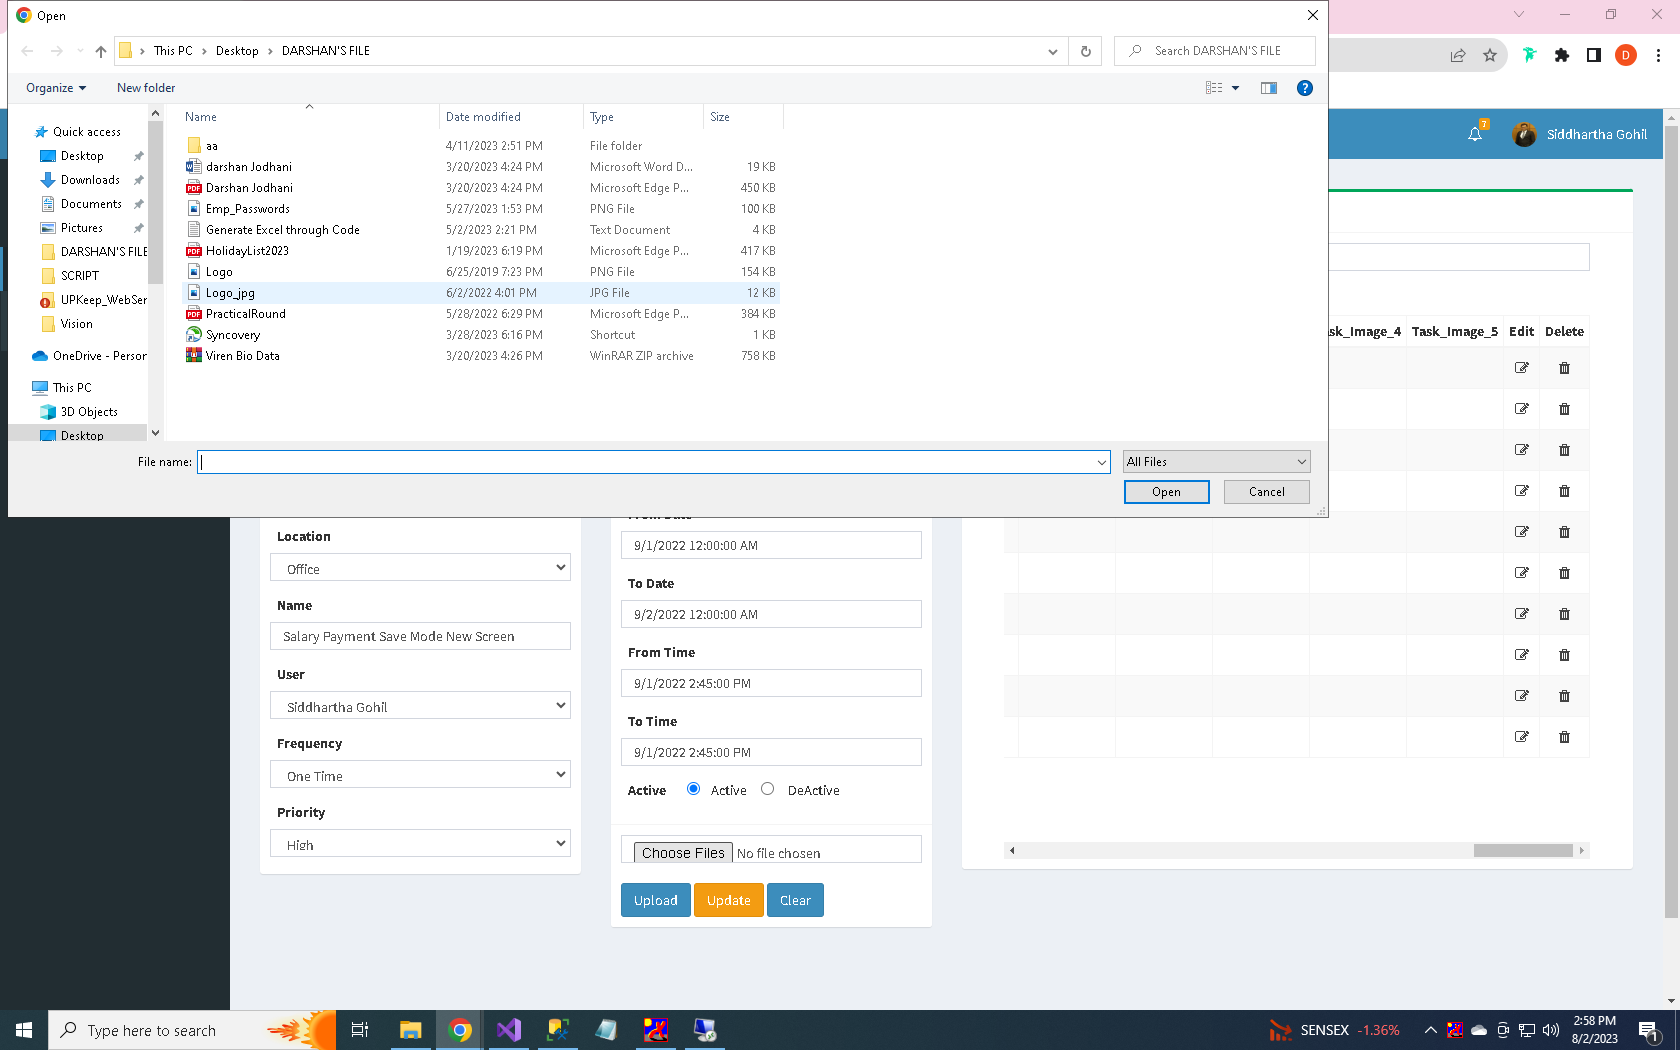 Open
This PC > Desktop > DARSHAN'S FILE
Search DARSHAN'S FILE
Organize New folder
Name Date modified Type Size
aa 4/11/2023 2:51 PM File folder
darshan Jodhani 3/20/2023 4:24 PM Microsoft Word D... 19 KB
Darshan Jodhani 3/20/2023 4:24 PM Microsoft Edge P... 450 KB
Emp_Passwords 5/27/2023 1:53 PM PNG File 100 KB
Generate Excel through Code 5/2/2023 2:21 PM Text Document 4 KB
HolidayList2023 1/19/2023 6:19 PM Microsoft Edge P... 417 KB
Logo 6/25/2019 7:23 PM PNG File 154 KB
Logo_jpg 6/2/2022 4:01 PM JPG File 12 KB
PracticalRound 5/28/2022 6:29 PM Microsoft Edge P... 384 KB
Syncovery 3/28/2023 6:16 PM Shortcut 1 KB
Viren Bio Data 3/20/2023 4:26 PM WinRAR ZIP archive 758 KB
Quick access
Desktop
Downloads
Documents
Pictures
DARSHAN'S FILE
SCRIPT
UPKeep_WebSer
Vision
OneDrive - Person
This PC
3D Objects
Desktop
File name:
All Files
Open Cancel
D
7
Siddhartha Gohil
sk_Image_4 Task_Image_5 Edit Delete
Location
Office
Name
Salary Payment Save Mode New Screen
User
Siddhartha Gohil
Frequency
One Time
Priority
High
From Date
9/1/2022 12:00:00 AM
To Date
9/2/2022 12:00:00 AM
From Time
9/1/2022 2:45:00 PM
To Time
9/1/2022 2:45:00 PM
Active Active DeActive
Choose Files No file chosen
Upload Update Clear
Type here to search
SENSEX -1.36%
2:58 PM
8/2/2023
1